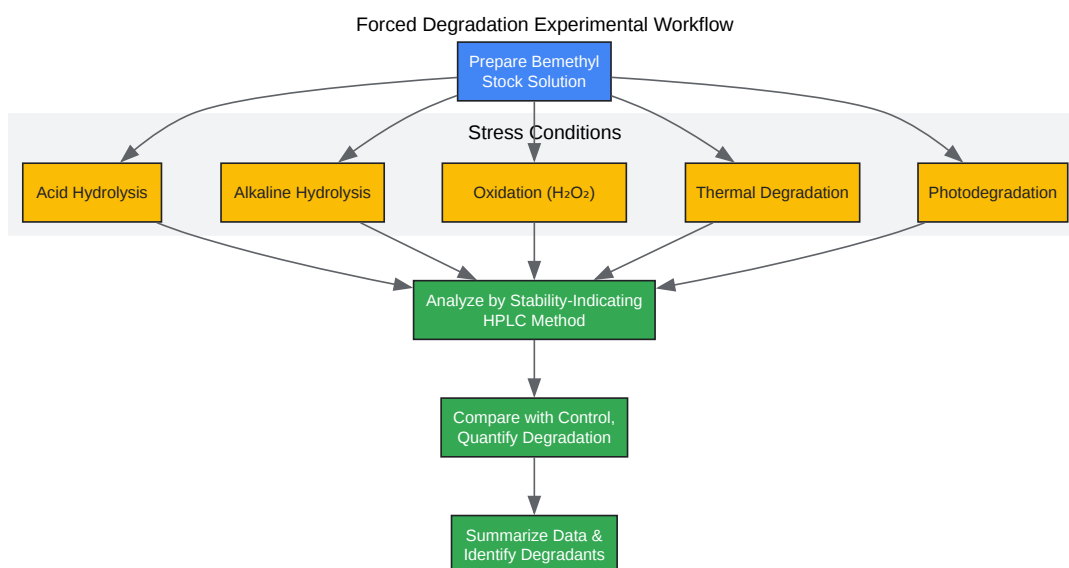 Forced Degradation Experimental Workflow
Prepare Bemethyl
Stock Solution
Stress Conditions
Acid Hydrolysis
Alkaline Hydrolysis
Oxidation (H₂O₂)
Thermal Degradation
Photodegradation
Analyze by Stability-Indicating
HPLC Method
Compare with Control,
Quantify Degradation
Summarize Data &
Identify Degradants